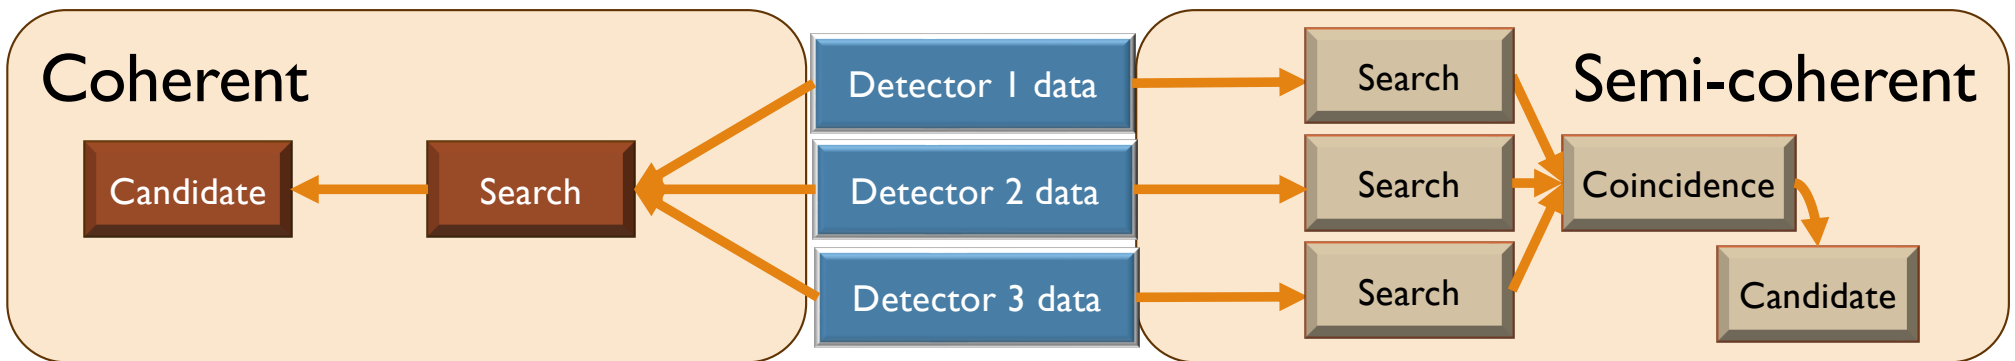 Coherent
Candidate
Search
Detector 1 data
Detector 2 data
Detector 3 data
Search
Search
Search
Semi-coherent
Coincidence
Candidate